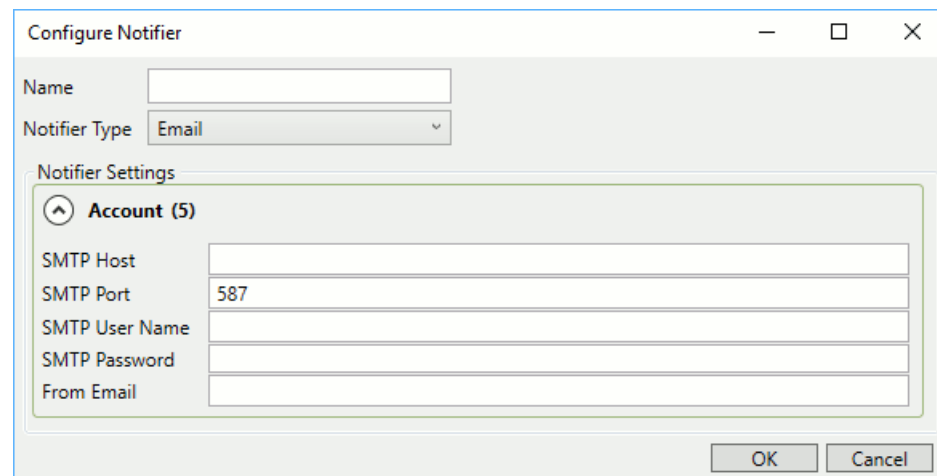 Configure Notifier
Name
Notifier Type Email
Notifier Settings
Account (5)
SMTP Host
SMTP Port 587
SMTP User Name
SMTP Password
From Email
OK Cancel